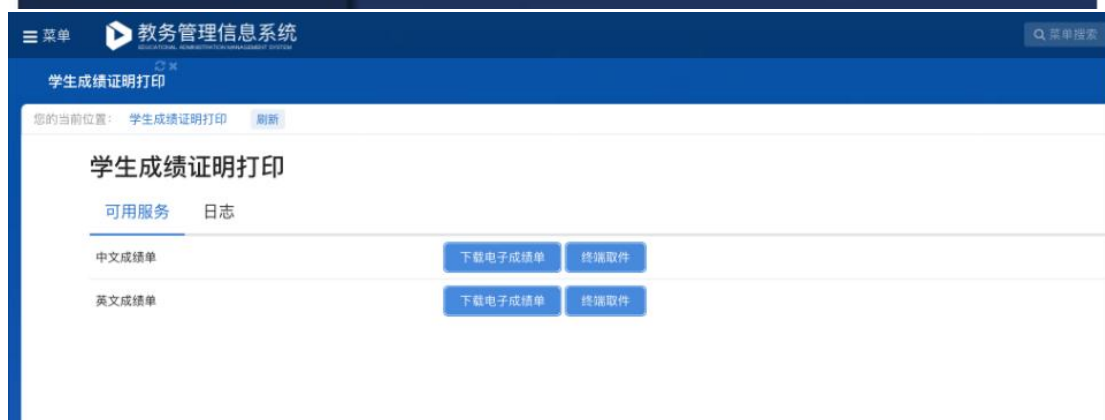 菜单 教务管理信息系统 菜单搜索
EDUCATIONAL ADMINISTRATION MANAGEMENT SYSTEM
学生成绩证明打印
您的当前位置： 学生成绩证明打印 刷新
学生成绩证明打印
可用服务 日志
中文成绩单 下载电子成绩单 终端取件
英文成绩单 下载电子成绩单 终端取件